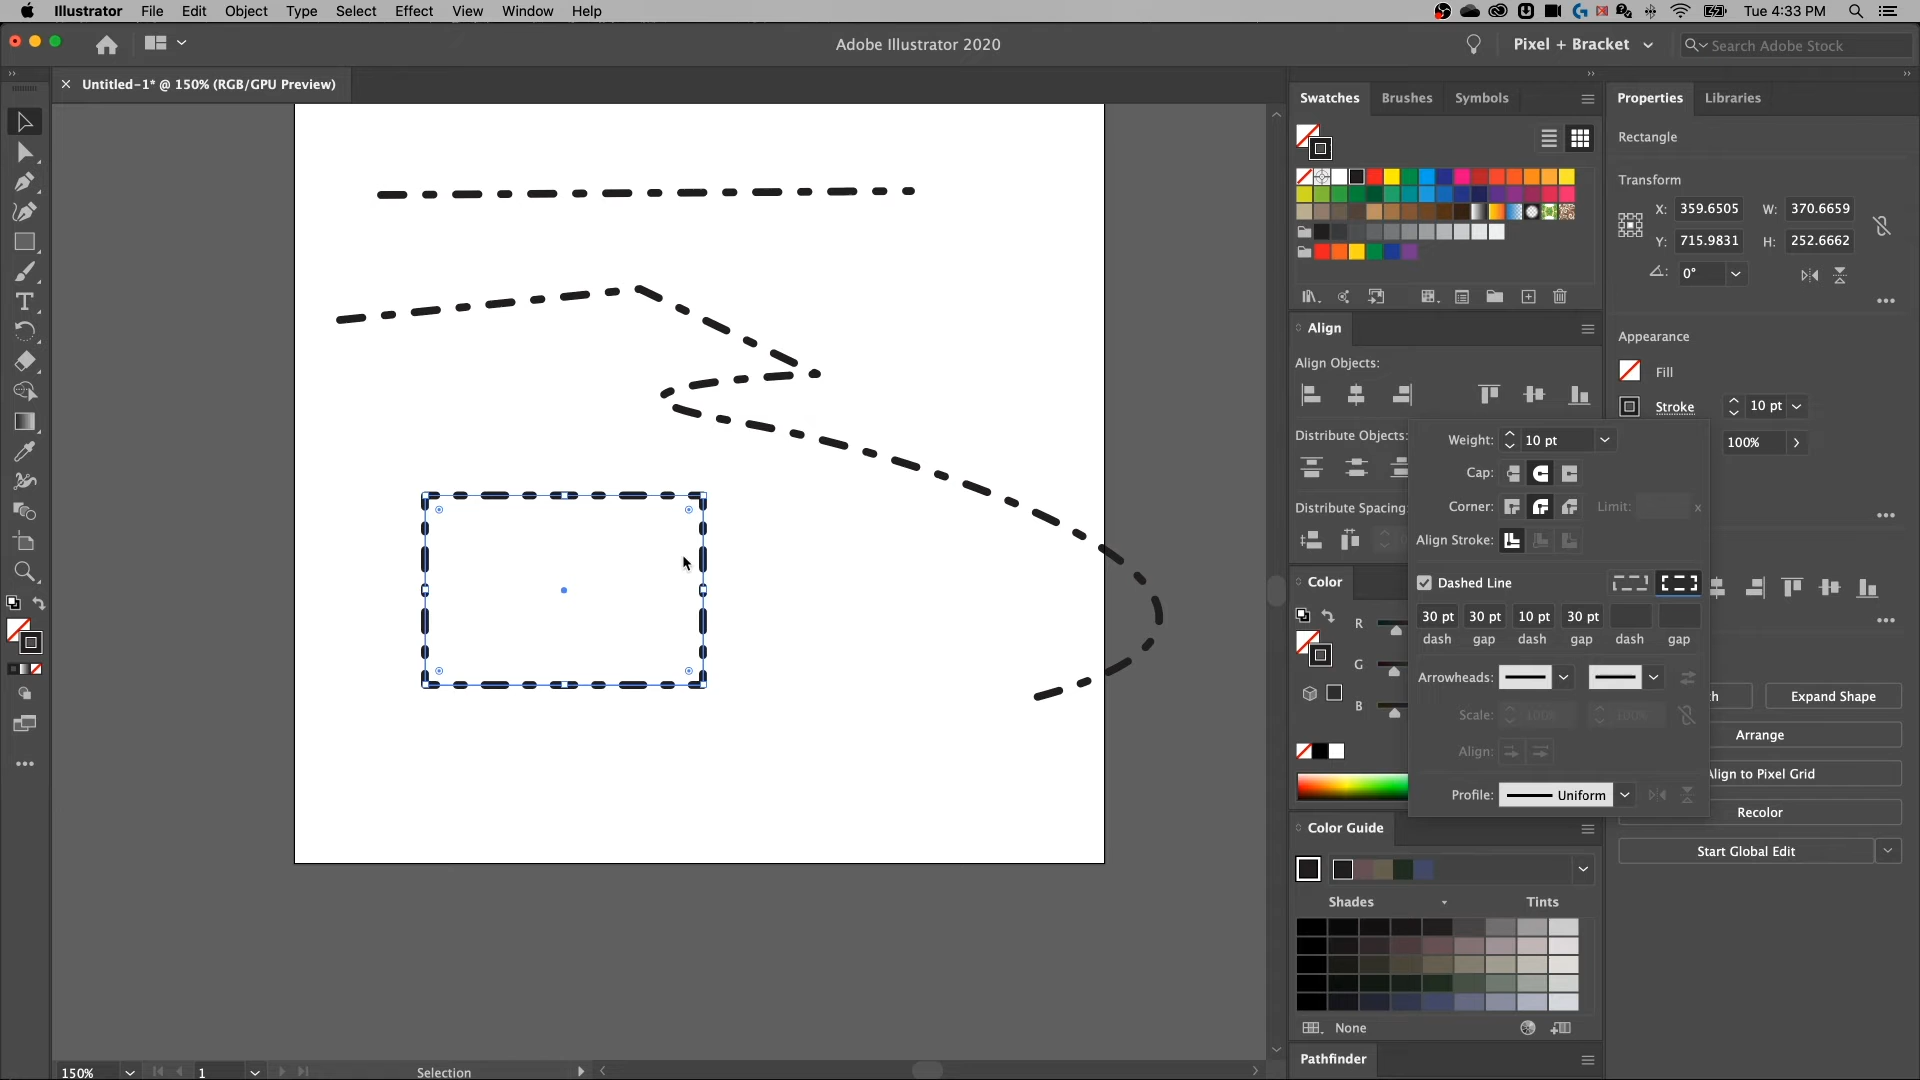 Illustrator File Edit Object Type Select Effect View Window Help Tue 4:33 PM
Adobe Illustrator 2020
Pixel + Bracket
Search Adobe Stock
Untitled-1* @ 150% (RGB/GPU Preview)
Swatches Brushes Symbols
Properties Libraries
Rectangle
Transform
X: 359.6505 W: 370.6659
Y: 715.9831 H: 252.6662
0°
Align
Align Objects:
Appearance
Fill
Stroke 10 pt
100%
Distribute Objects:
Distribute Spacing:
Weight: 10 pt
Cap:
Corner: Limit: x
Align Stroke:
Dashed Line
30 pt 30 pt 10 pt 30 pt
dash gap dash gap dash gap
Arrowheads:
Scale: 100% 100%
Align:
Profile: Uniform
Color
R
G
B
Expand Shape
Arrange
Align to Pixel Grid
Recolor
Start Global Edit
Color Guide
Shades Tints
None
Pathfinder
150% 1 Selection